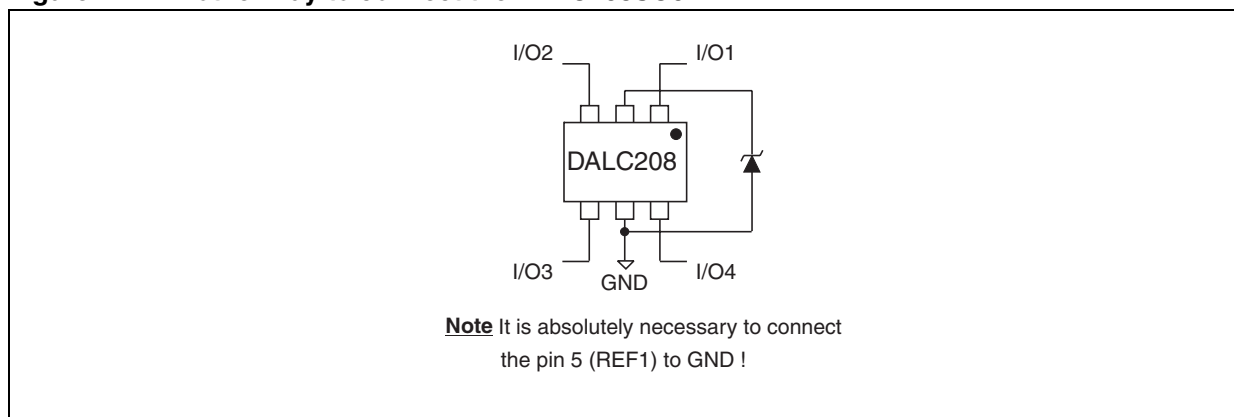 I/O2 I/O1
DALC208
I/O3 I/O4
GND
Note It is absolutely necessary to connect
the pin 5 (REF1) to GND !